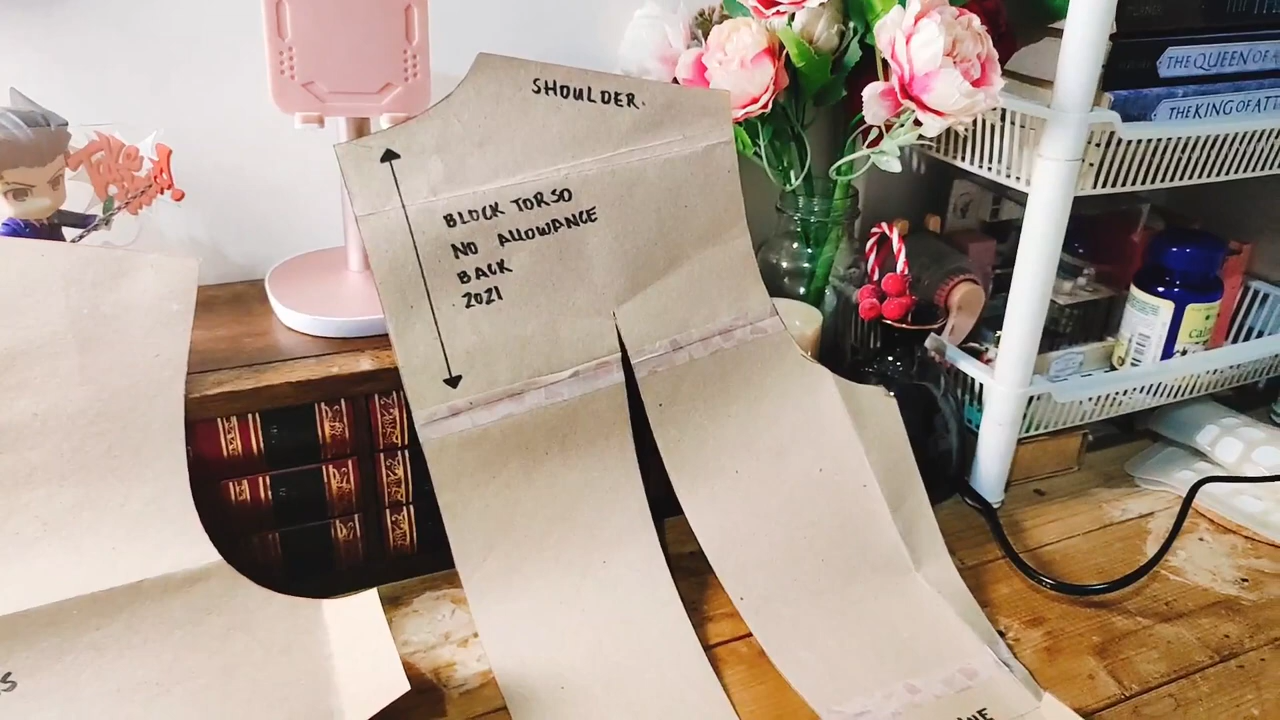 SHOULDER.
BLOCK TORSO
NO ALLOWANCE
BACK
2021
THE QUEEN OF
THE KING OF